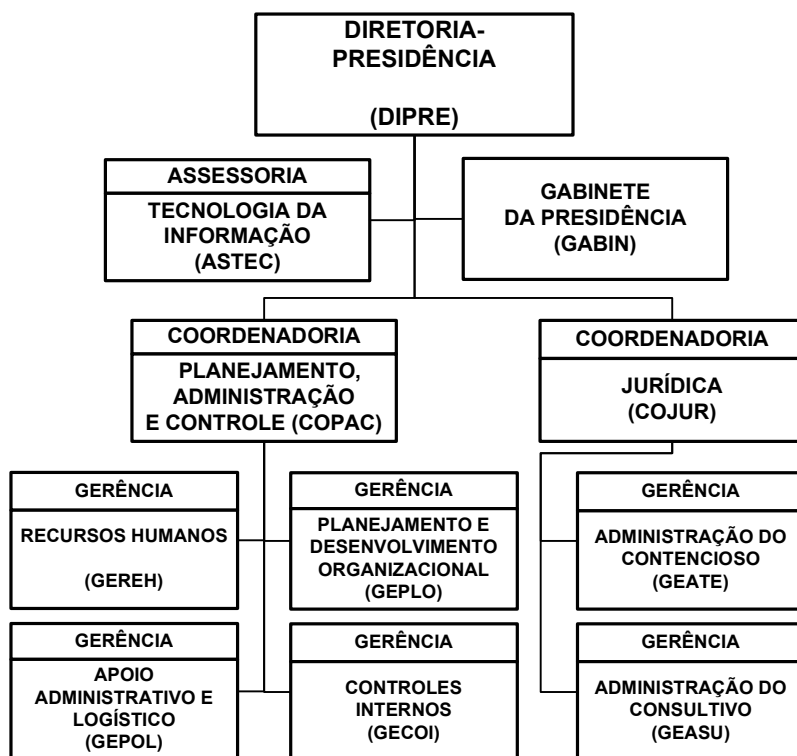 DIRETORIA-
PRESIDÊNCIA
(DIPRE)
ASSESSORIA
TECNOLOGIA DA
INFORMAÇÃO
(ASTEC)
GABINETE
DA PRESIDÊNCIA
(GABIN)
COORDENADORIA
PLANEJAMENTO,
ADMINISTRAÇÃO
E CONTROLE (COPAC)
COORDENADORIA
JURÍDICA
(COJUR)
GERÊNCIA
RECURSOS HUMANOS
(GEREH)
GERÊNCIA
PLANEJAMENTO E
DESENVOLVIMENTO
ORGANIZACIONAL
(GEPLO)
GERÊNCIA
ADMINISTRAÇÃO DO
CONTENCIOSO
(GEATE)
GERÊNCIA
APOIO
ADMINISTRATIVO E
LOGÍSTICO
(GEPOL)
GERÊNCIA
CONTROLES
INTERNOS
(GECOI)
GERÊNCIA
ADMINISTRAÇÃO DO
CONSULTIVO
(GEASU)